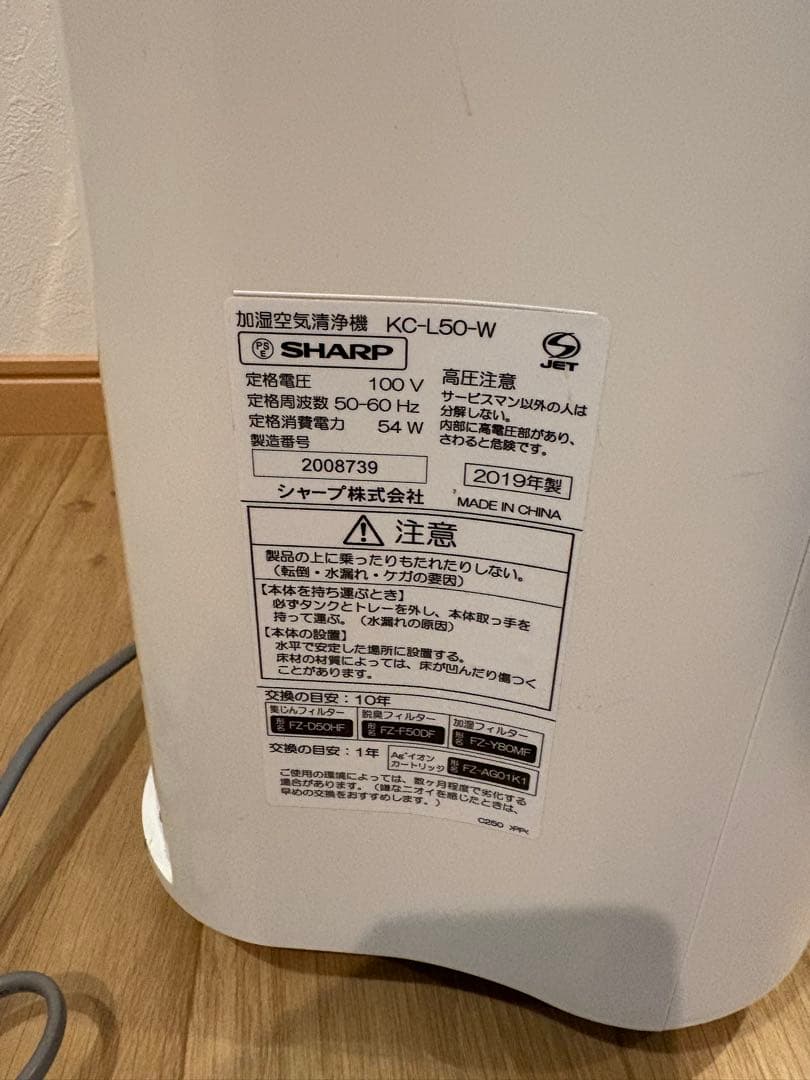 加湿空気清浄機 KC-L50-W
PS E SHARP
JET
定格電圧 100 V
定格周波数 50-60 Hz
定格消費電力 54 W
製造番号
2008739
シャープ株式会社
高圧注意
サービスマン以外の人は
分解しない。
内部に高電圧部があり、
さわると危険です。
2019年製
MADE IN CHINA
注意
製品の上に乗ったりもたれたりしない。
（転倒・水漏れ・ケガの要因）
【本体を持ち運ぶとき】
必ずタンクとトレーを外し、本体取っ手を
持って運ぶ。（水漏れの原因）
【本体の設置】
水平で安定した場所に設置する。
床材の材質によっては、床が凹んだり傷つく
ことがあります。
交換の目安：10年
集じんフィルター
形名 FZ-D50HF
脱臭フィルター
形名 FZ-F50DF
加湿フィルター
形名 FZ-Y80MF
交換の目安：1年
Ag⁺イオン
カートリッジ
形名 FZ-AG01K1
ご使用の環境によっては、数ヶ月程度で劣化する
場合があります。（嫌なニオイを感じたときは、
早めの交換をおすすめします。）
C250 >PP<